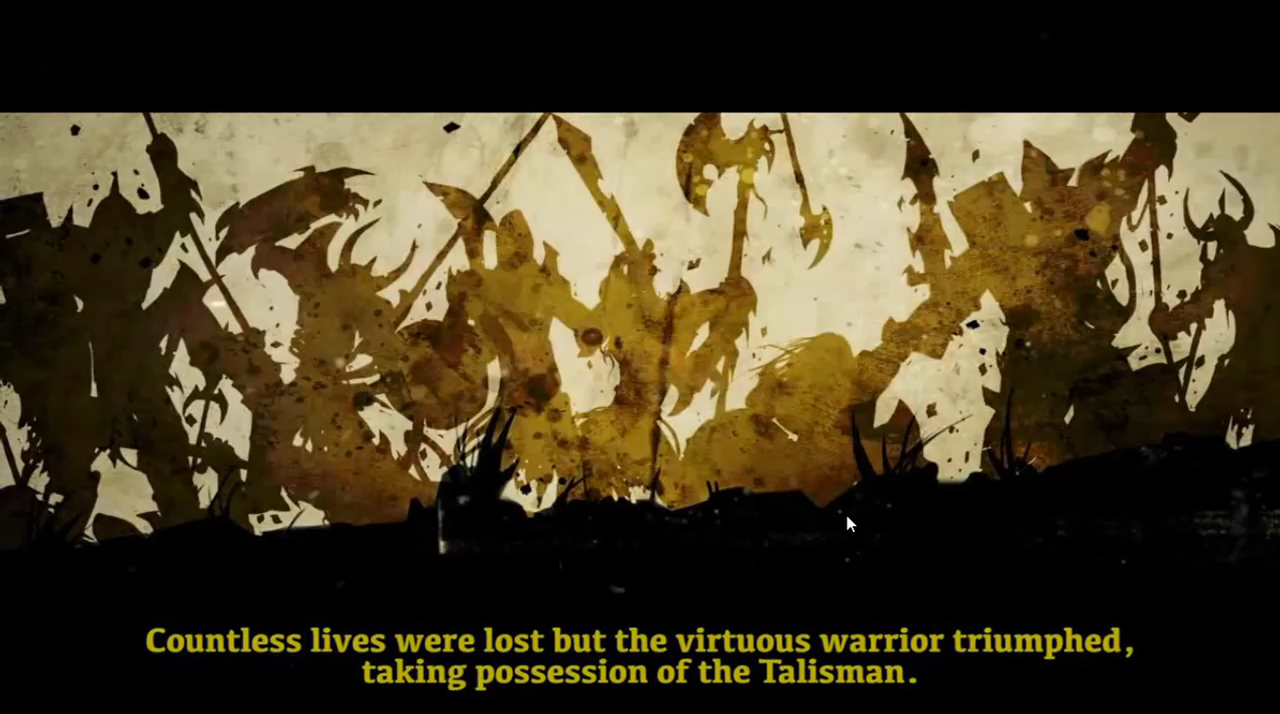 Countless lives were lost but the virtuous warrior triumphed,
taking possession of the Talisman.